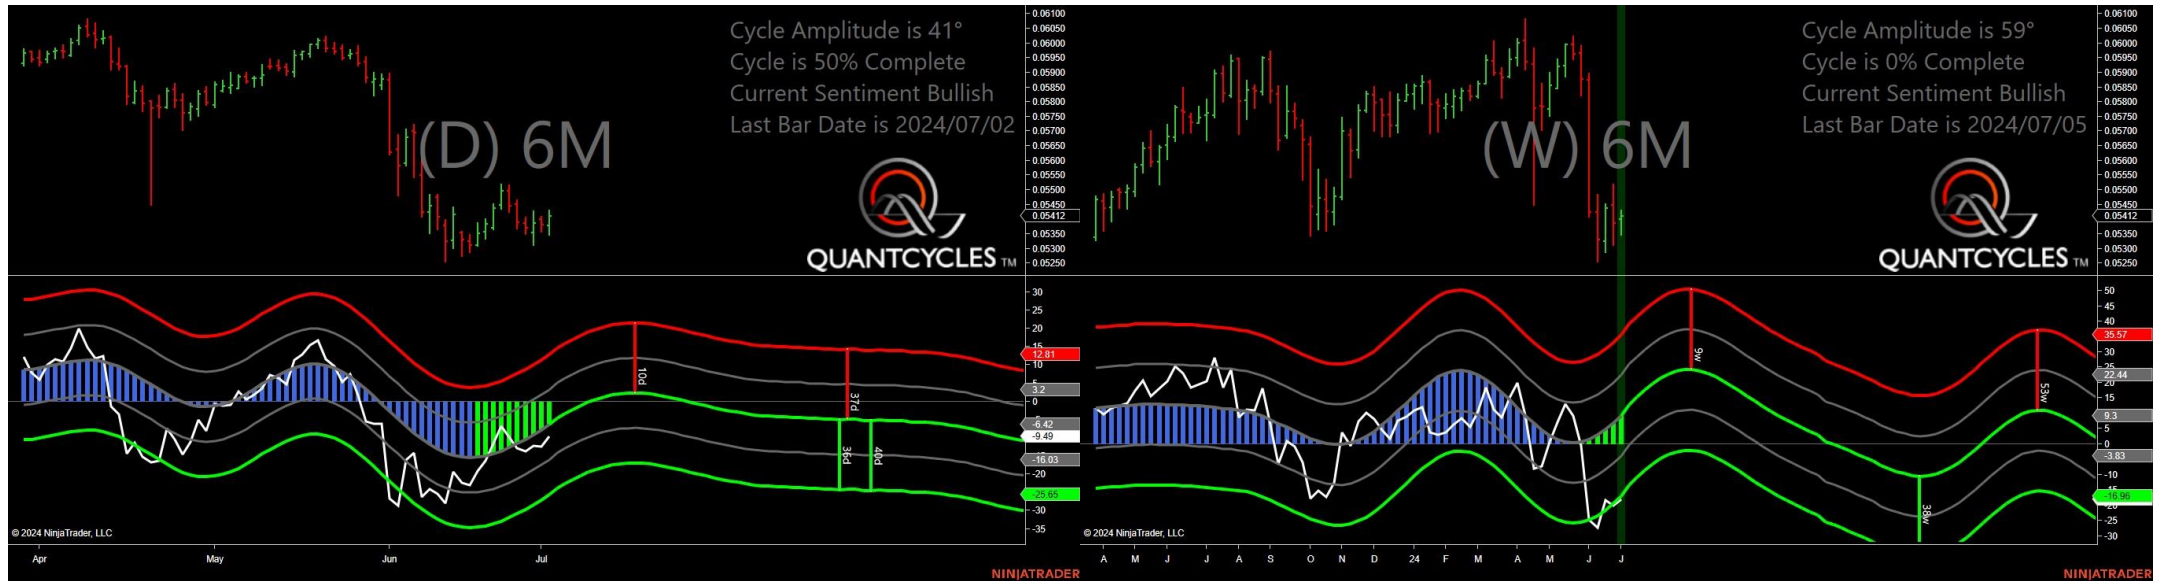 Cycle Amplitude is 41°
Cycle is 50% Complete
Current Sentiment Bullish
Last Bar Date is 2024/07/02
(D) 6M
QUANTCYCLES TM
0.06100
0.06050
0.06000
0.05950
0.05900
0.05850
0.05800
0.05750
0.05700
0.05650
0.05600
0.05550
0.05500
0.05450
0.05412
0.05350
0.05300
0.05250
30
25
20
15
12.81
10
3.2
0
-6.42
-9.49
-16.03
-20
-25.65
-30
-35
10d
37d
36d
40d
© 2024 NinjaTrader, LLC
Apr May Jun Jul
NINJATRADER
Cycle Amplitude is 59°
Cycle is 0% Complete
Current Sentiment Bullish
Last Bar Date is 2024/07/05
(W) 6M
QUANTCYCLES TM
0.06100
0.06050
0.06000
0.05950
0.05900
0.05850
0.05800
0.05750
0.05700
0.05650
0.05600
0.05550
0.05500
0.05450
0.05412
0.05350
0.05300
0.05250
50
45
40
35.57
30
25
22.44
20
15
9.3
5
0
-3.83
-10
-16.96
-25
-30
9w
53w
38w
© 2024 NinjaTrader, LLC
A M J J A S O N D 24 F M A M J J
NINJATRADER